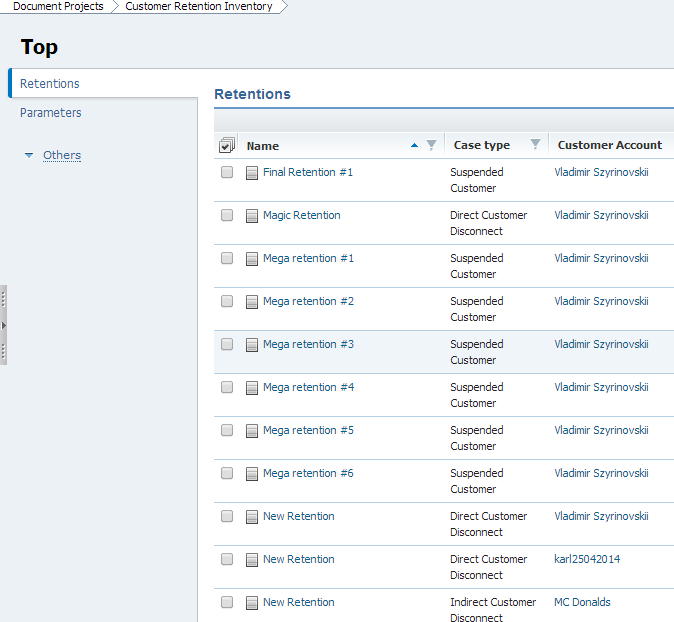 Document Projects Customer Retention Inventory
Top
Retentions
Parameters
Others
Retentions
Name Case type Customer Account
Final Retention #1 Suspended Customer Vladimir Szyrinovskii
Magic Retention Direct Customer Disconnect Vladimir Szyrinovskii
Mega retention #1 Suspended Customer Vladimir Szyrinovskii
Mega retention #2 Suspended Customer Vladimir Szyrinovskii
Mega retention #3 Suspended Customer Vladimir Szyrinovskii
Mega retention #4 Suspended Customer Vladimir Szyrinovskii
Mega retention #5 Suspended Customer Vladimir Szyrinovskii
Mega retention #6 Suspended Customer Vladimir Szyrinovskii
New Retention Direct Customer Disconnect Vladimir Szyrinovskii
New Retention Direct Customer Disconnect karl25042014
New Retention Indirect Customer Disconnect MC Donalds